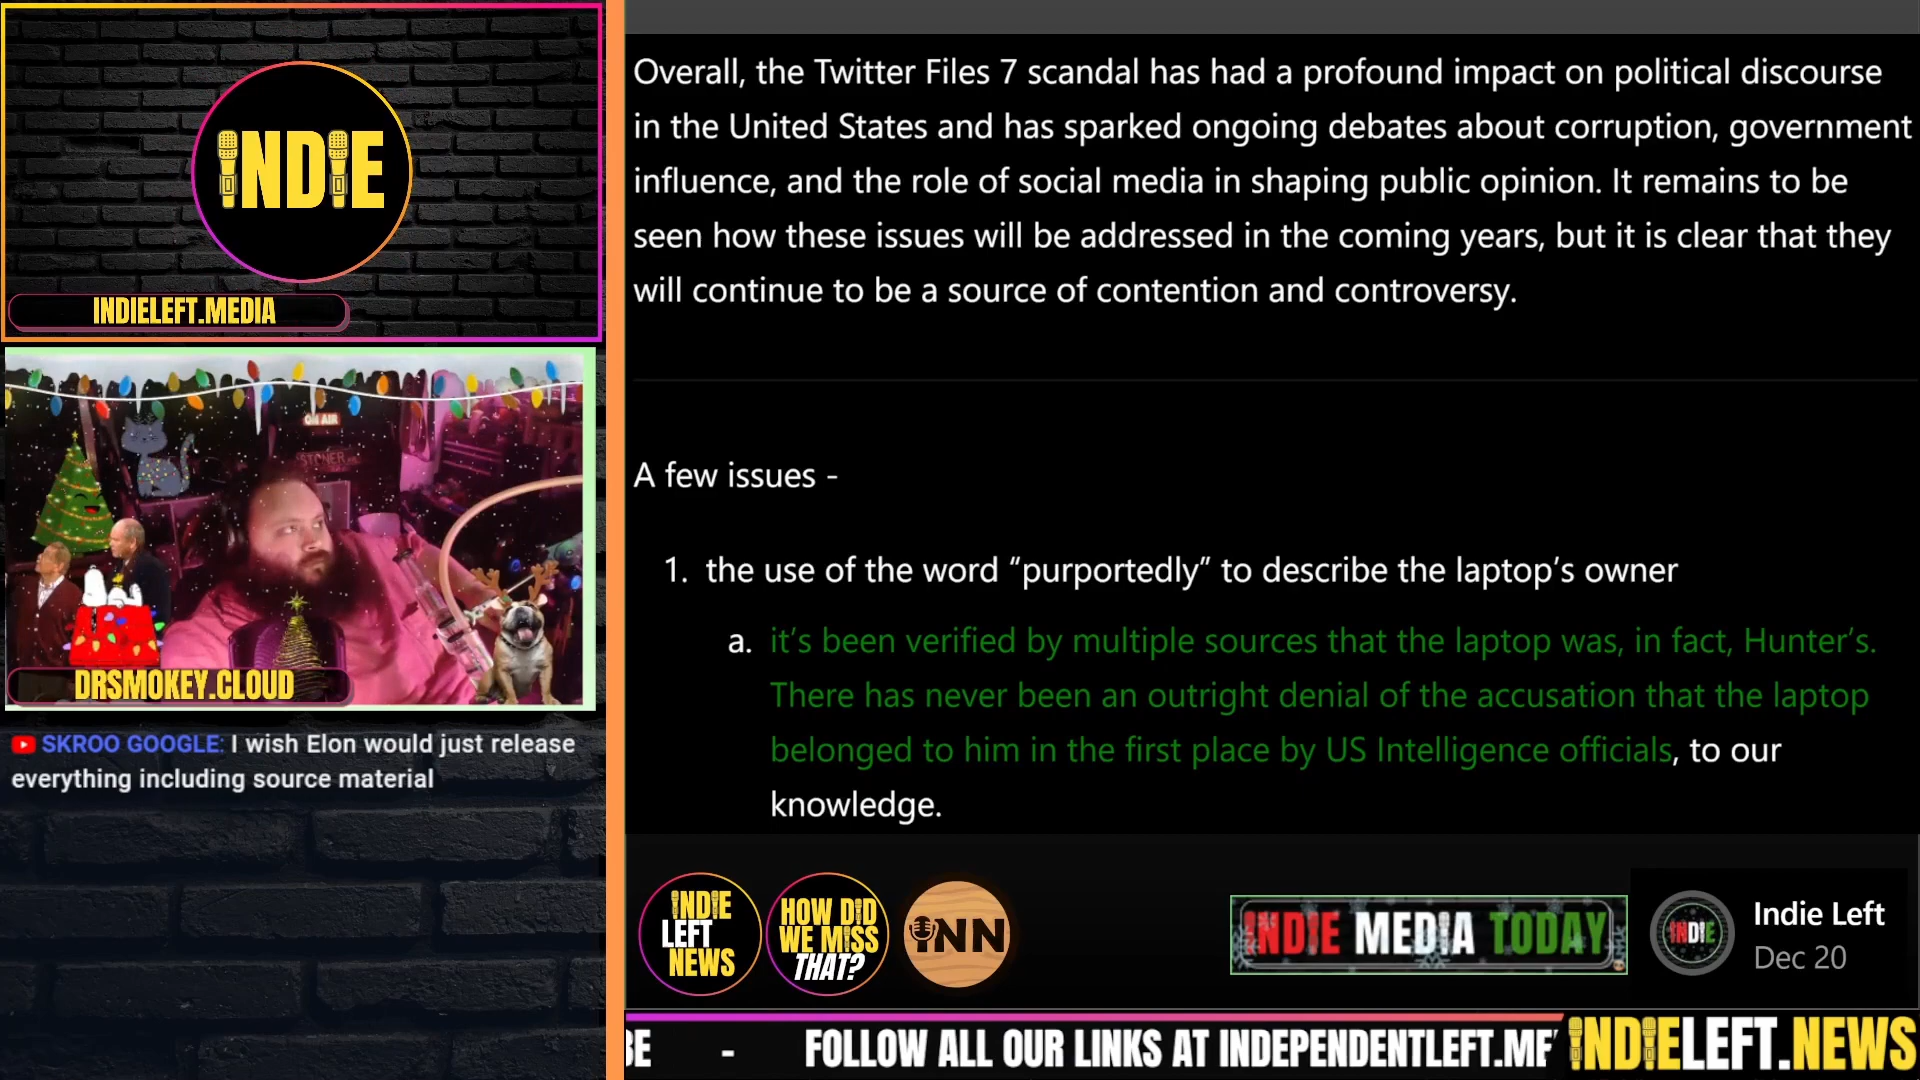 INDIE
INDIELEFT.MEDIA
ON AIR
STONER
DRSMOKEY.CLOUD
SKROO GOOGLE: I wish Elon would just release
everything including source material
Overall, the Twitter Files 7 scandal has had a profound impact on political discourse
in the United States and has sparked ongoing debates about corruption, government
influence, and the role of social media in shaping public opinion. It remains to be
seen how these issues will be addressed in the coming years, but it is clear that they
will continue to be a source of contention and controversy.
A few issues -
1. the use of the word “purportedly” to describe the laptop’s owner
a. it’s been verified by multiple sources that the laptop was, in fact, Hunter’s.
There has never been an outright denial of the accusation that the laptop
belonged to him in the first place by US Intelligence officials, to our
knowledge.
INDIE
LEFT
NEWS
HOW DID
WE MISS
THAT?
INN
INDIE MEDIA TODAY
INDIE
Indie Left
Dec 20
BE - FOLLOW ALL OUR LINKS AT INDEPENDENTLEFT.ME
INDIELEFT.NEWS